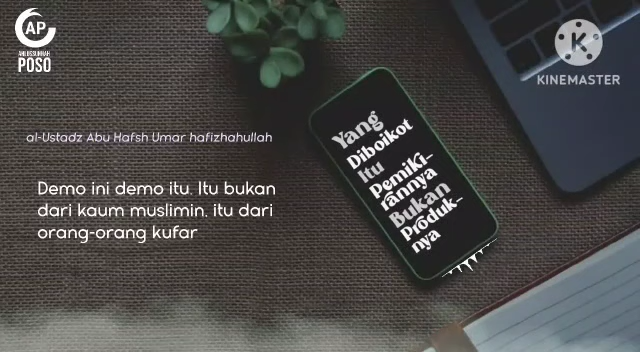 AP
AHLUSSUNNAH
POSO
K
KINEMASTER
al-Ustadz Abu Hafsh Umar hafizhahullah
Demo ini demo itu. Itu bukan
dari kaum muslimin. itu dari
orang-orang kufar
Yang
Diboikot
Itu
Pemiki-
rannya
Bukan
Produk-
nya